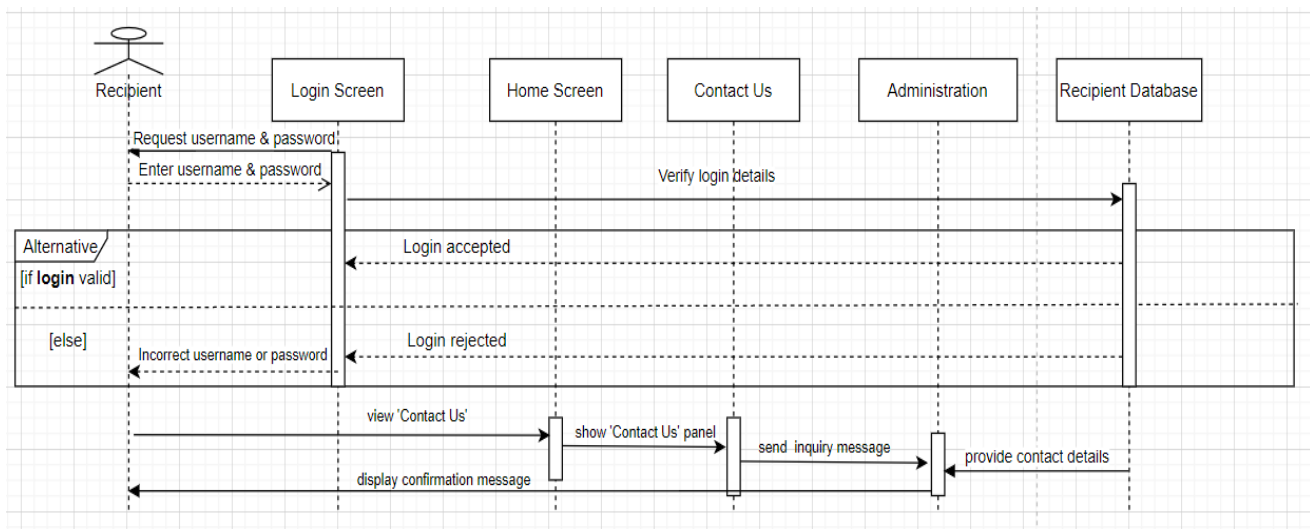 Recipient
Login Screen
Home Screen
Contact Us
Administration
Recipient Database
Request username & password
Enter username & password
Verify login details
Alternative
Login accepted
[if login valid]
[else]
Login rejected
Incorrect username or password
view 'Contact Us'
show 'Contact Us' panel
send inquiry message
provide contact details
display confirmation message